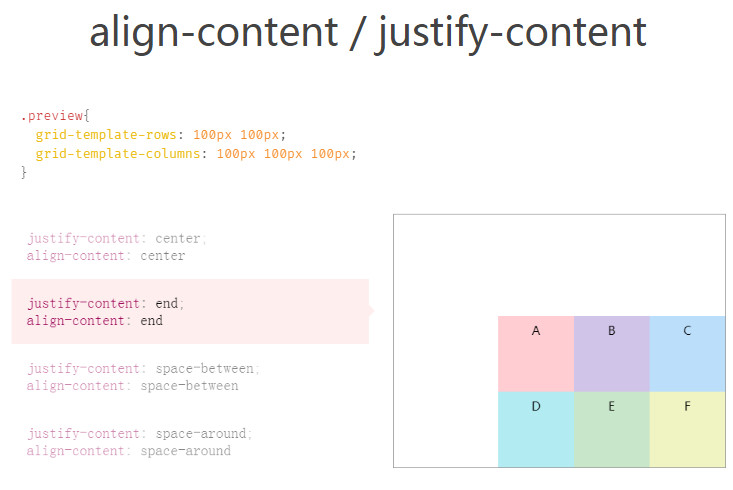 align-content / justify-content
.preview{
grid-template-rows: 100px 100px;
grid-template-columns: 100px 100px 100px;
}
justify-content: center;
align-content: center
justify-content: end;
align-content: end
justify-content: space-between;
align-content: space-between
justify-content: space-around;
align-content: space-around
A B C
D E F